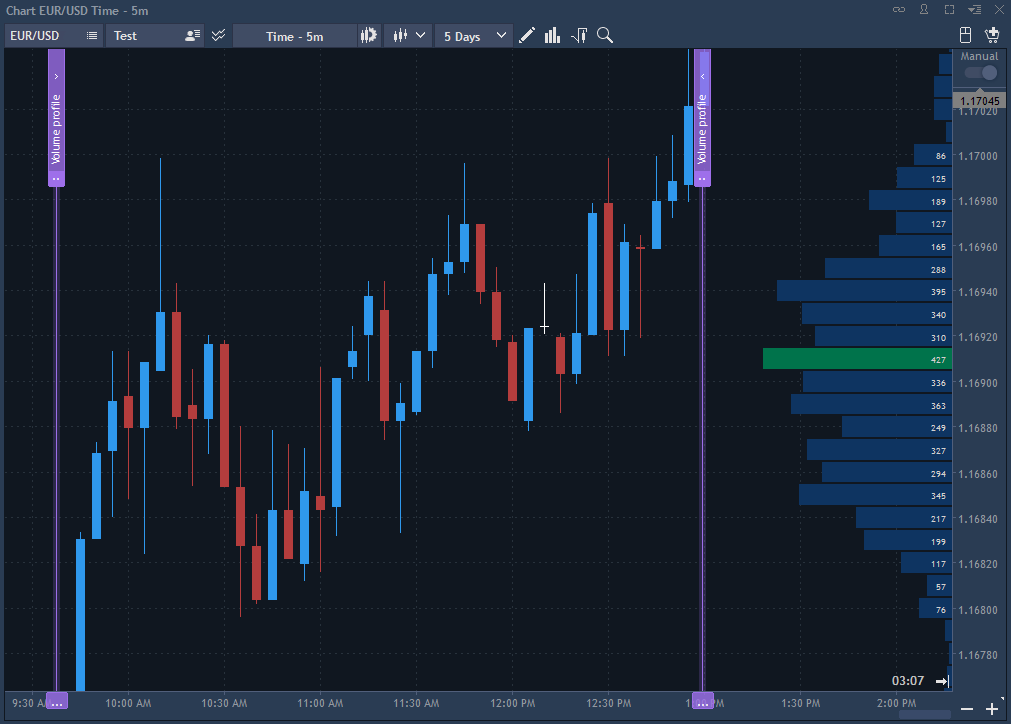 Chart EUR/USD Time - 5m
EUR/USD
Test
Time - 5m
5 Days
Manual
Volume profile
Volume profile
1.17045
1.17020
1.17000
1.16980
1.16960
1.16940
1.16920
1.16900
1.16880
1.16860
1.16840
1.16820
1.16800
1.16780
86
125
189
127
165
288
395
340
310
427
336
363
249
327
294
345
217
199
117
57
76
03:07
9:30
10:00 AM
10:30 AM
11:00 AM
11:30 AM
12:00 PM
12:30 PM
1:30 PM
2:00 PM